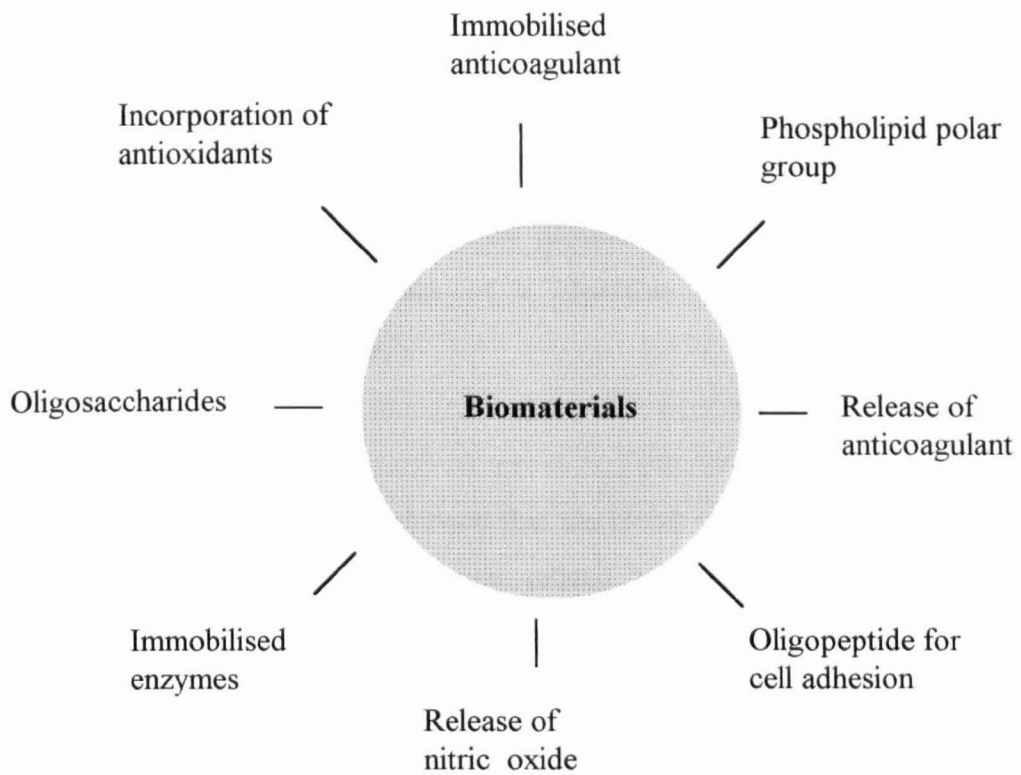 Immobilised
anticoagulant
Incorporation of
antioxidants
Phospholipid polar
group
Oligosaccharides
Biomaterials
Release of
anticoagulant
Immobilised
enzymes
Oligopeptide for
cell adhesion
Release of
nitric oxide